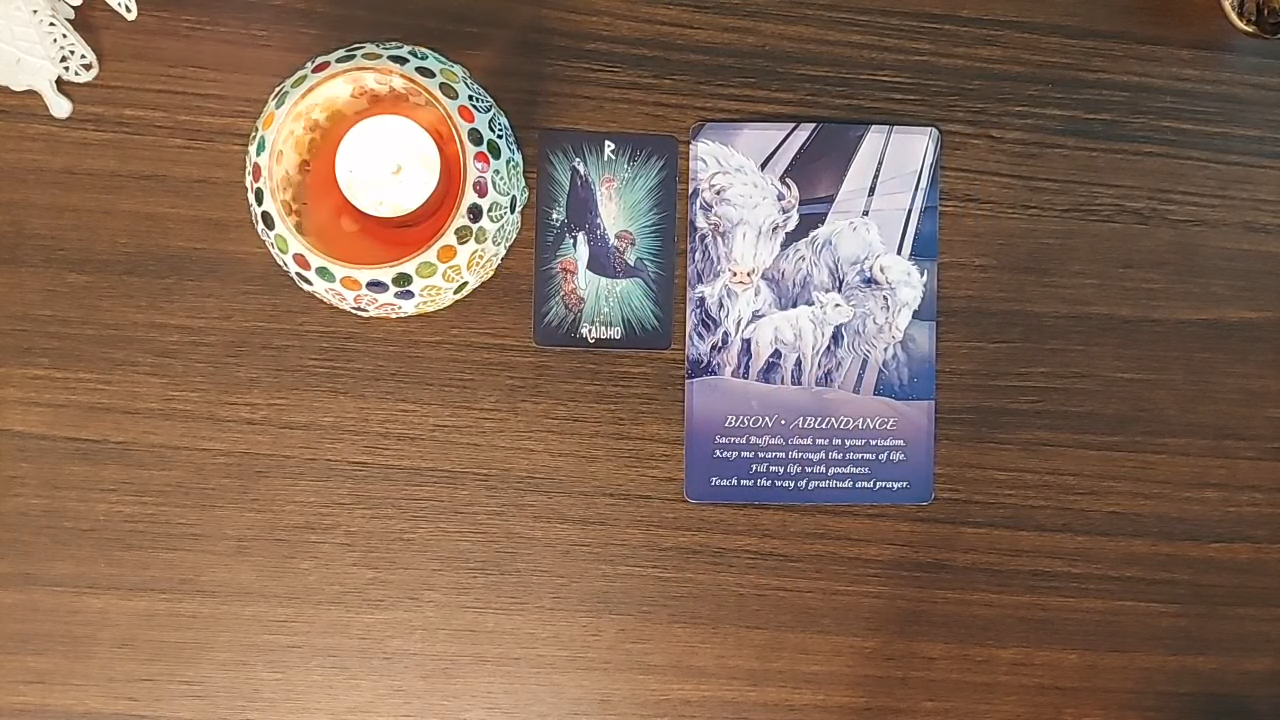 R
RAIDHO
BISON • ABUNDANCE
Sacred Buffalo, cloak me in your wisdom.
Keep me warm through the storms of life.
Fill my life with goodness.
Teach me the way of gratitude and prayer.